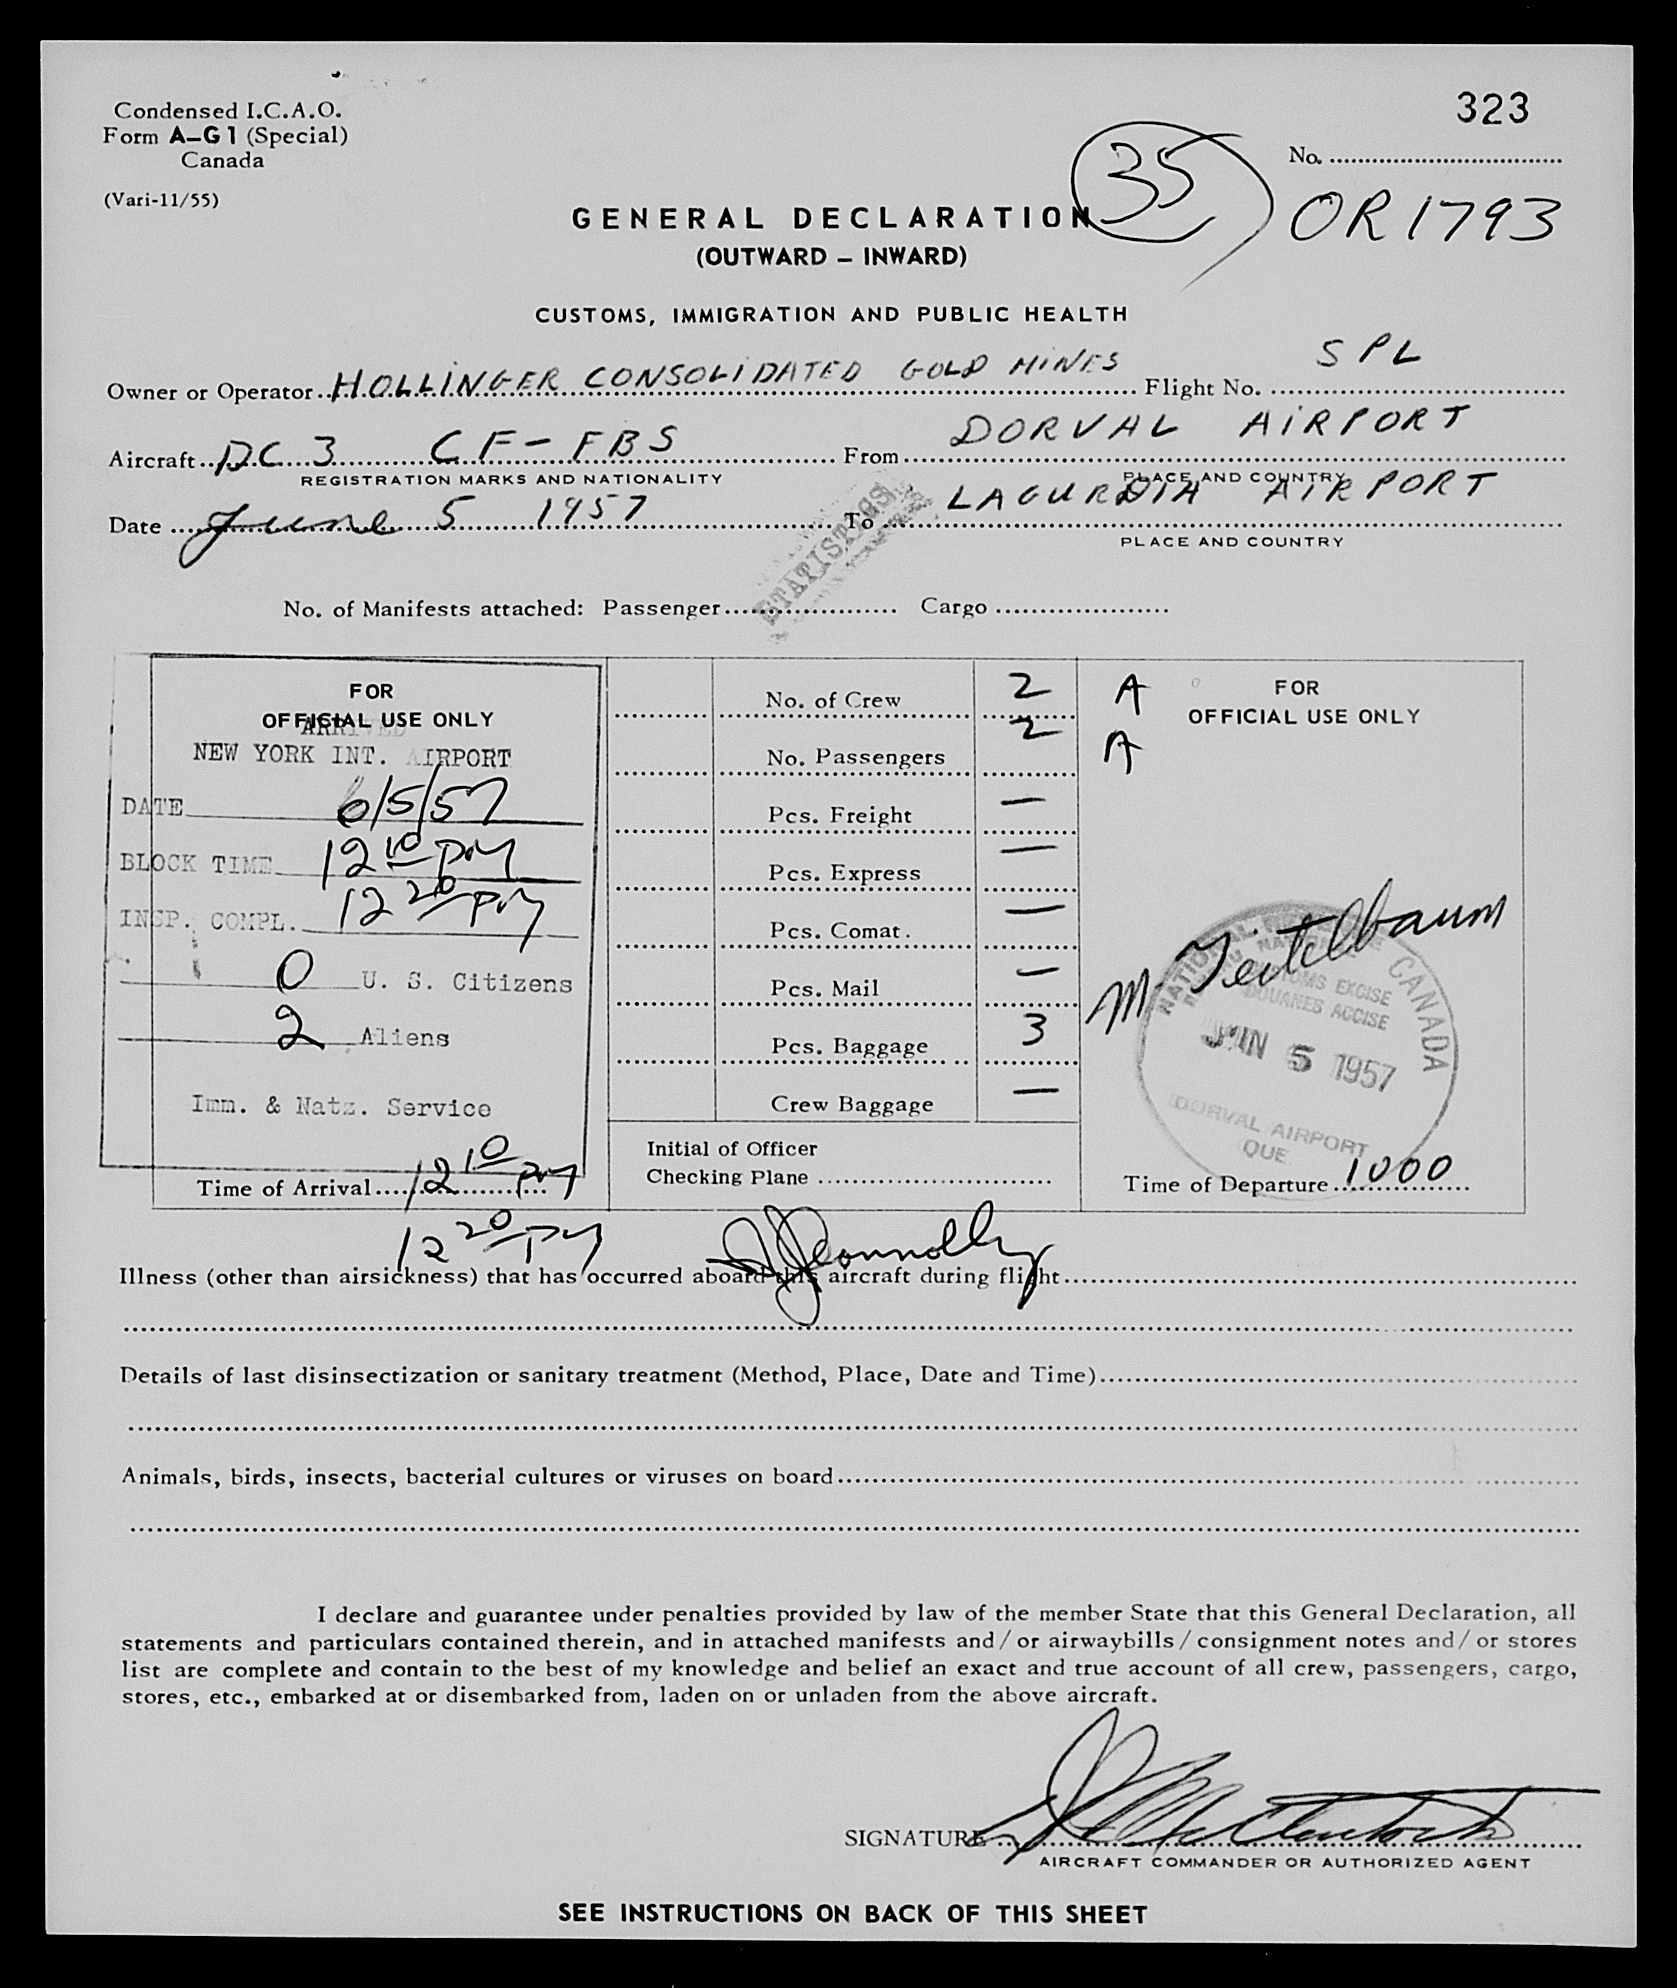 Condensed I.C.A.O.
Form A–G1 (Special)
Canada
(Vari-11/55)
323
No.
35
OR1793
GENERAL DECLARATION
(OUTWARD – INWARD)
CUSTOMS, IMMIGRATION AND PUBLIC HEALTH
Owner or Operator HOLLINGER CONSOLIDATED GOLD MINES Flight No. SPL
Aircraft DC 3 CF-FBS From DORVAL AIRPORT
REGISTRATION MARKS AND NATIONALITY PLACE AND COUNTRY
Date June 5 1957 To LAGURDIA AIRPORT
PLACE AND COUNTRY
STATISTICS
No. of Manifests attached: Passenger Cargo
FOR
OFFICIAL USE ONLY
ARRIVED
NEW YORK INT. AIRPORT
DATE 6/5/57
BLOCK TIME 12 10 pm
INSP. COMPL. 12 20 pm
0 U. S. Citizens
2 Aliens
Imm. & Natz. Service
Time of Arrival 12 10 pm
12 20 pm
No. of Crew 2 A
No. Passengers 2 A
Pcs. Freight —
Pcs. Express —
Pcs. Comat. —
Pcs. Mail —
Pcs. Baggage 3
Crew Baggage —
Initial of Officer
Checking Plane
Connolly
FOR
OFFICIAL USE ONLY
M. Teitelbaum
NATIONAL CANADA
CUSTOMS EXCISE
DOUANES ACCISE
JUN 5 1957
DORVAL AIRPORT
QUE
Time of Departure 1000
Illness (other than airsickness) that has occurred aboard this aircraft during flight
Details of last disinsectization or sanitary treatment (Method, Place, Date and Time)
Animals, birds, insects, bacterial cultures or viruses on board
I declare and guarantee under penalties provided by law of the member State that this General Declaration, all
statements and particulars contained therein, and in attached manifests and/or airwaybills/consignment notes and/or stores
list are complete and contain to the best of my knowledge and belief an exact and true account of all crew, passengers, cargo,
stores, etc., embarked at or disembarked from, laden on or unladen from the above aircraft.
SIGNATURE
AIRCRAFT COMMANDER OR AUTHORIZED AGENT
SEE INSTRUCTIONS ON BACK OF THIS SHEET